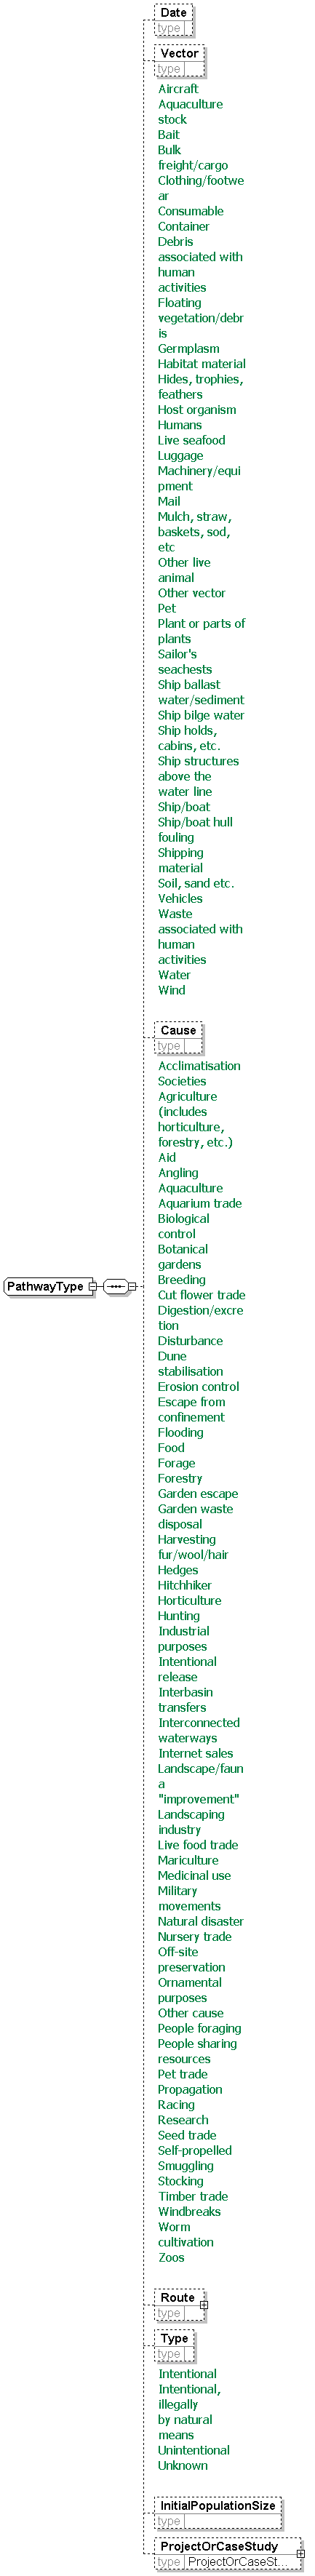 Date
type
Vector
type
Aircraft
Aquaculture
stock
Bait
Bulk
freight/cargo
Clothing/footwe
ar
Consumable
Container
Debris
associated with
human
activities
Floating
vegetation/debr
is
Germplasm
Habitat material
Hides, trophies,
feathers
Host organism
Humans
Live seafood
Luggage
Machinery/equi
pment
Mail
Mulch, straw,
baskets, sod,
etc
Other live
animal
Other vector
Pet
Plant or parts of
plants
Sailor's
seachests
Ship ballast
water/sediment
Ship bilge water
Ship holds,
cabins, etc.
Ship structures
above the
water line
Ship/boat
Ship/boat hull
fouling
Shipping
material
Soil, sand etc.
Vehicles
Waste
associated with
human
activities
Water
Wind
Cause
type
Acclimatisation
Societies
Agriculture
(includes
horticulture,
forestry, etc.)
Aid
Angling
Aquaculture
Aquarium trade
Biological
control
Botanical
gardens
Breeding
PathwayType
Cut flower trade
Digestion/excre
tion
Disturbance
Dune
stabilisation
Erosion control
Escape from
confinement
Flooding
Food
Forage
Forestry
Garden escape
Garden waste
disposal
Harvesting
fur/wool/hair
Hedges
Hitchhiker
Horticulture
Hunting
Industrial
purposes
Intentional
release
Interbasin
transfers
Interconnected
waterways
Internet sales
Landscape/faun
a
"improvement"
Landscaping
industry
Live food trade
Mariculture
Medicinal use
Military
movements
Natural disaster
Nursery trade
Off-site
preservation
Ornamental
purposes
Other cause
People foraging
People sharing
resources
Pet trade
Propagation
Racing
Research
Seed trade
Self-propelled
Smuggling
Stocking
Timber trade
Windbreaks
Worm
cultivation
Zoos
Route
type
Type
type
Intentional
Intentional,
illegally
by natural
means
Unintentional
Unknown
InitialPopulationSize
type
ProjectOrCaseStudy
type ProjectOrCaseSt...